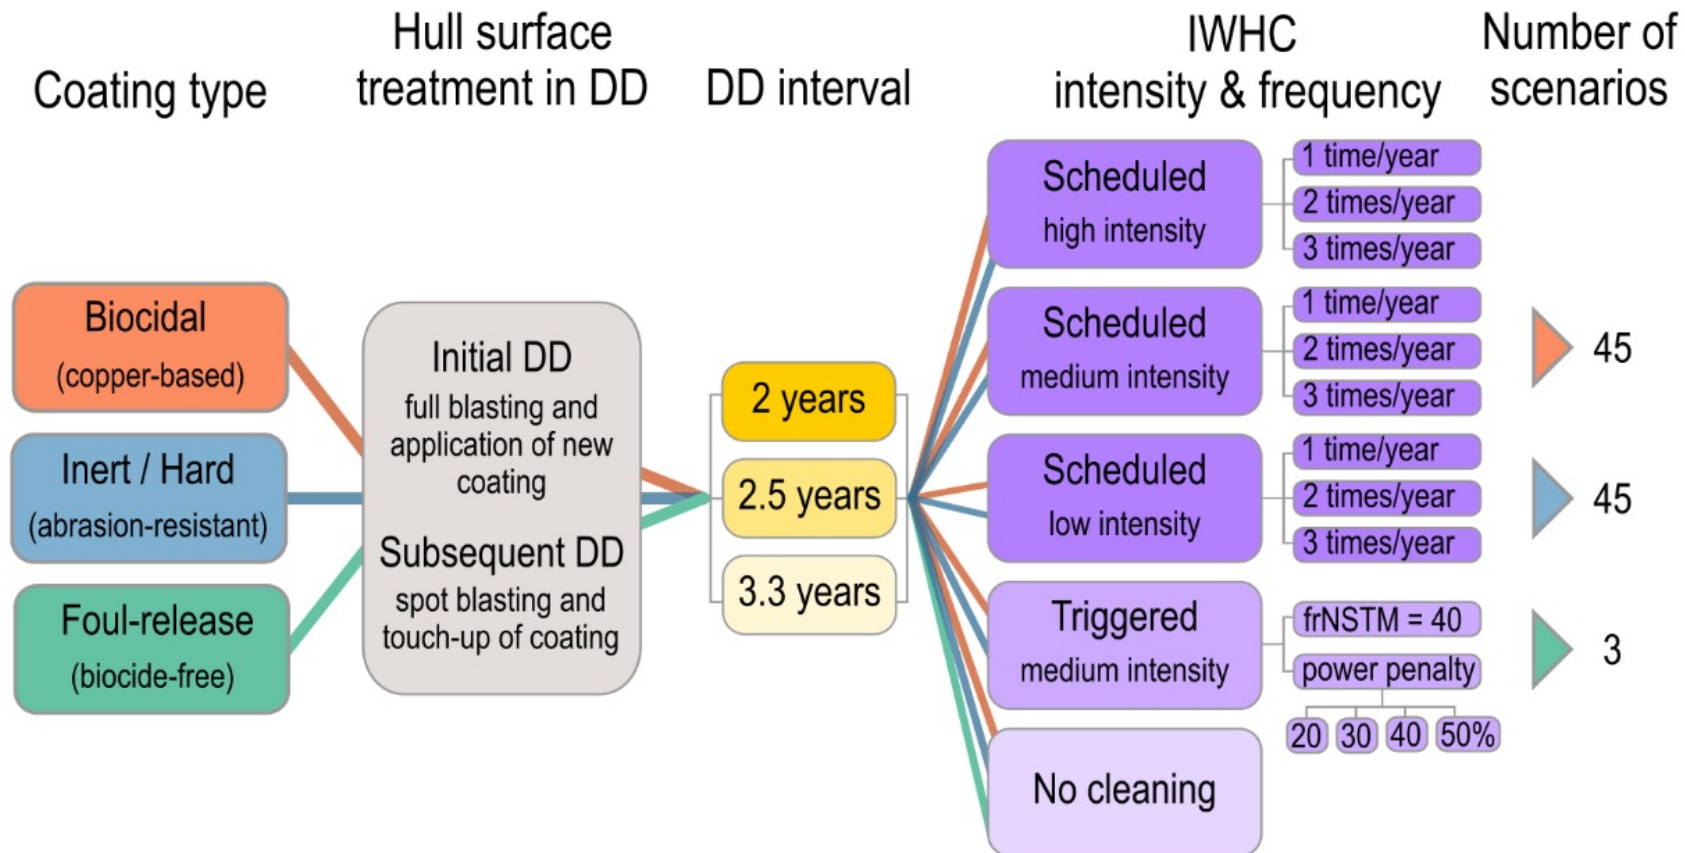 Coating type
Hull surface
treatment in DD
DD interval
IWHC
intensity & frequency
Number of
scenarios
Biocidal
(copper-based)
Inert / Hard
(abrasion-resistant)
Foul-release
(biocide-free)
Initial DD
full blasting and
application of new
coating
Subsequent DD
spot blasting and
touch-up of coating
2 years
2.5 years
3.3 years
Scheduled
high intensity
1 time/year
2 times/year
3 times/year
Scheduled
medium intensity
1 time/year
2 times/year
3 times/year
Scheduled
low intensity
1 time/year
2 times/year
3 times/year
Triggered
medium intensity
frNSTM = 40
power penalty
20 30 40 50%
No cleaning
45
45
3